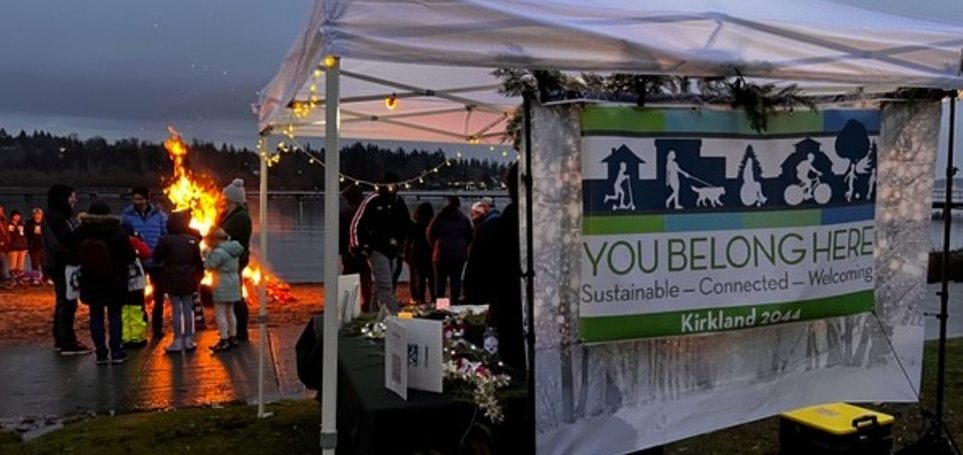 YOU BELONG HERE
Sustainable – Connected – Welcoming
Kirkland 2044